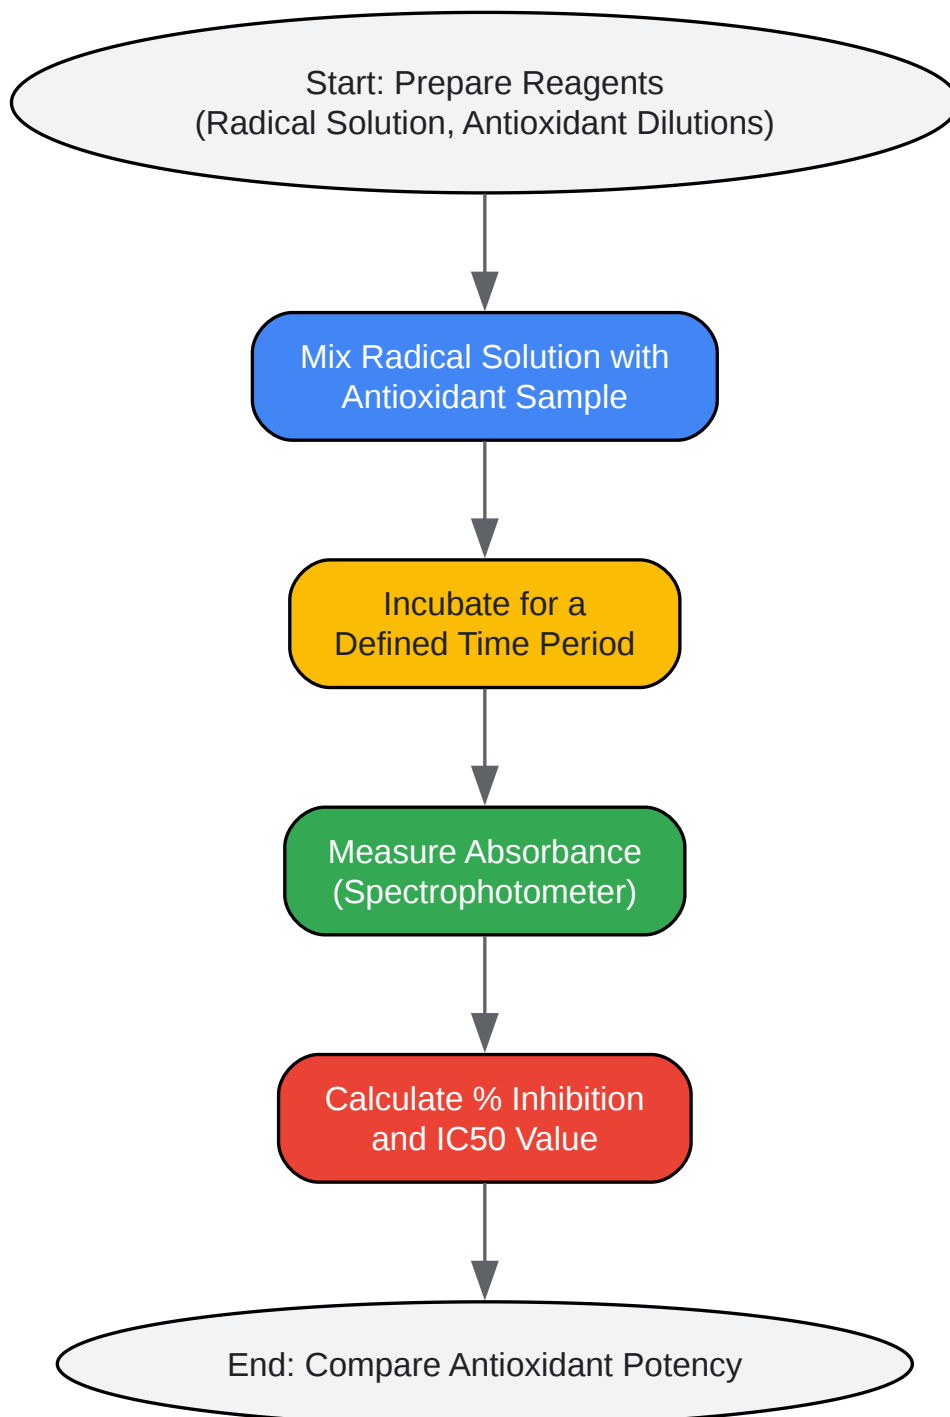 Start: Prepare Reagents
(Radical Solution, Antioxidant Dilutions)
Mix Radical Solution with
Antioxidant Sample
Incubate for a
Defined Time Period
Measure Absorbance
(Spectrophotometer)
Calculate % Inhibition
and IC50 Value
End: Compare Antioxidant Potency